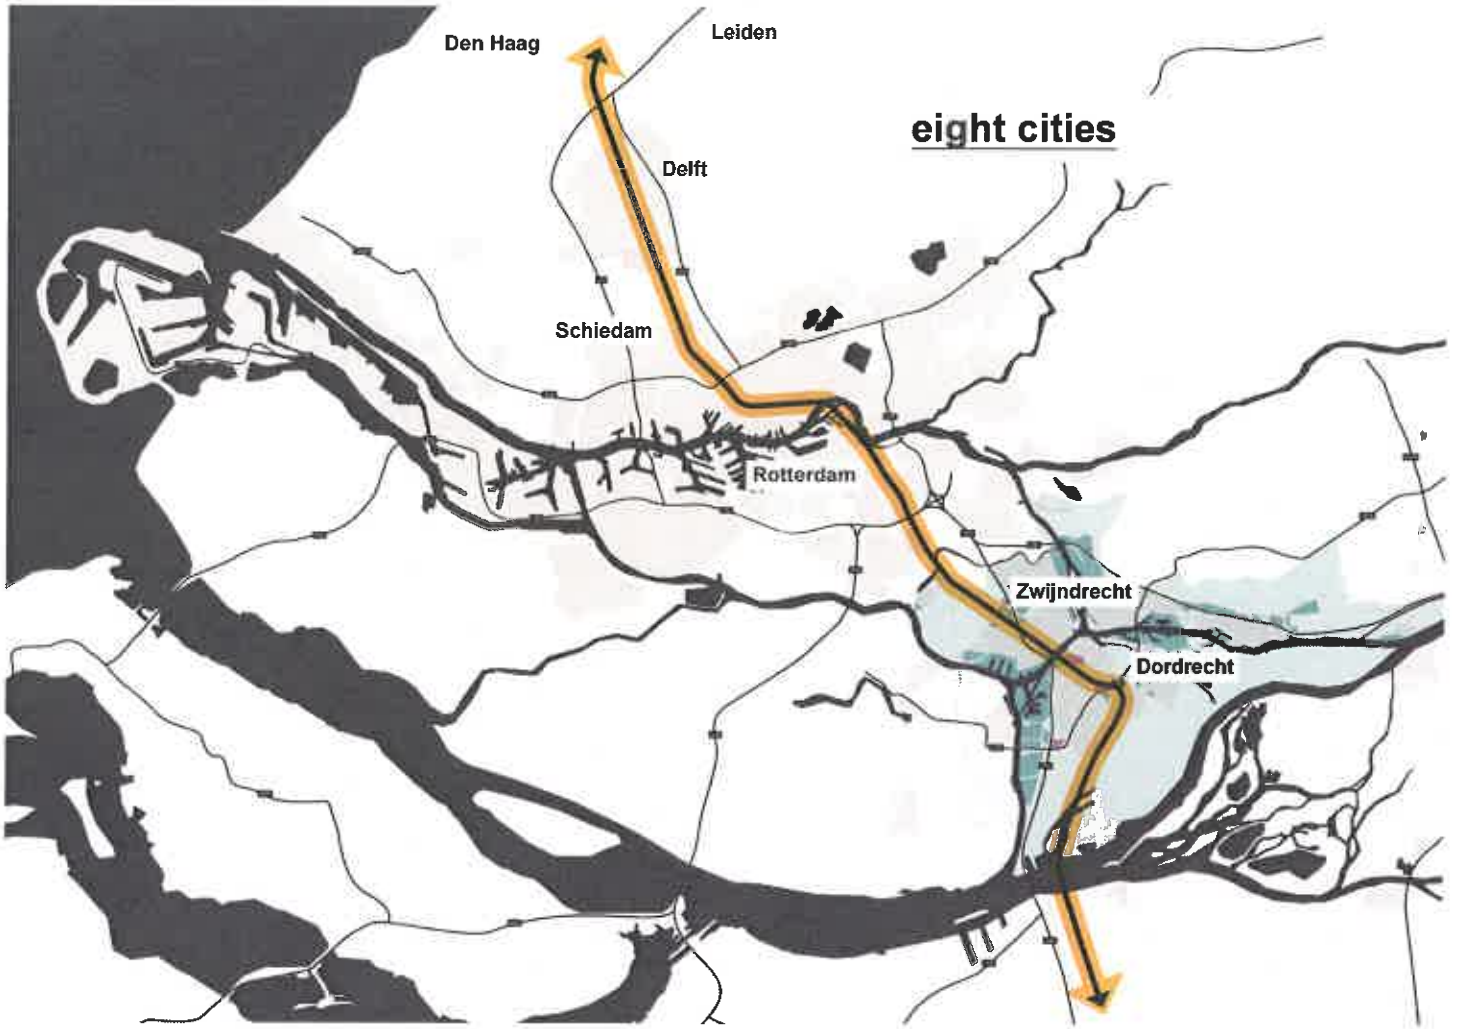 Leiden
Den Haag
eight cities
Delft
Schiedam
Rotterdam
Zwijndrecht
Dordrecht